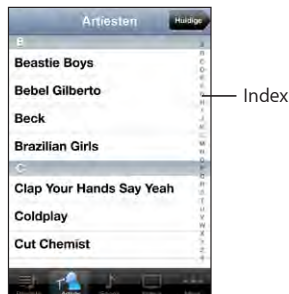 Artiesten Huidige
B
Beastie Boys
Bebel Gilberto
Index
Beck
Brazilian Girls
C
Clap Your Hands Say Yeah
Coldplay
Cut Chemist